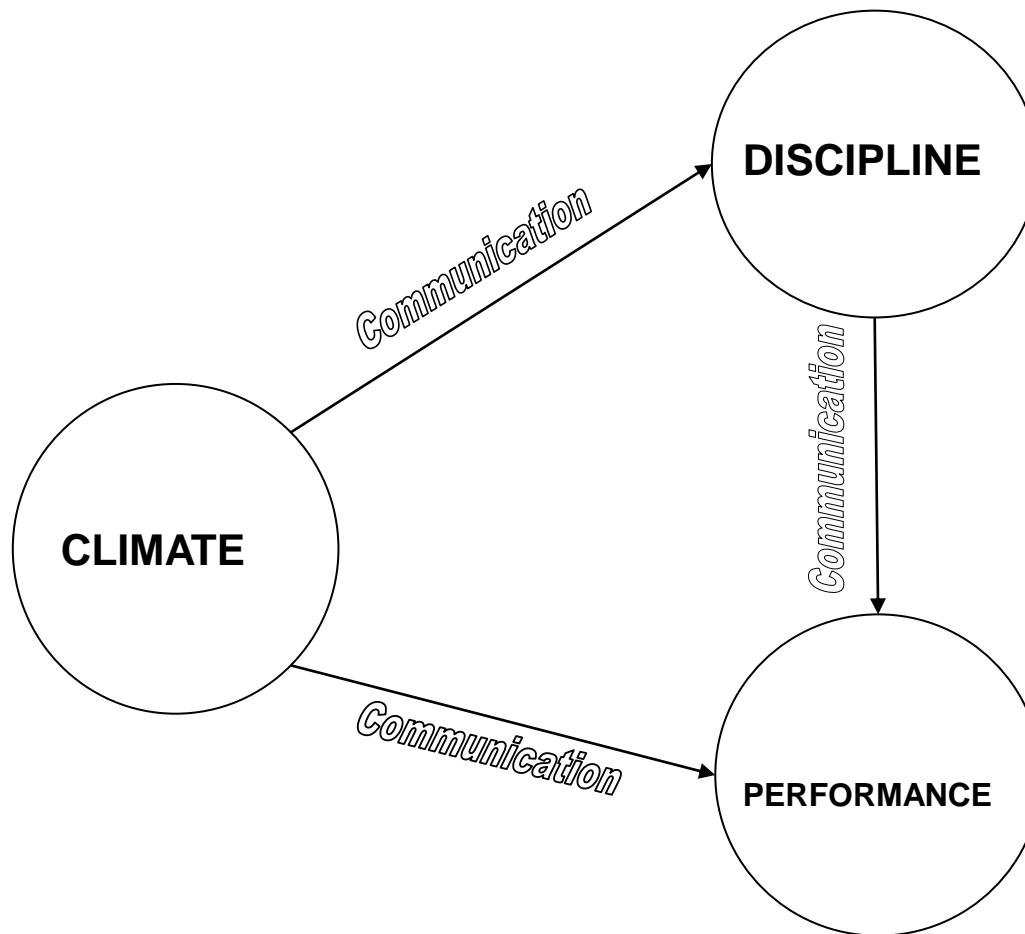 DISCIPLINE
Communication
Communication
CLIMATE
Communication
PERFORMANCE